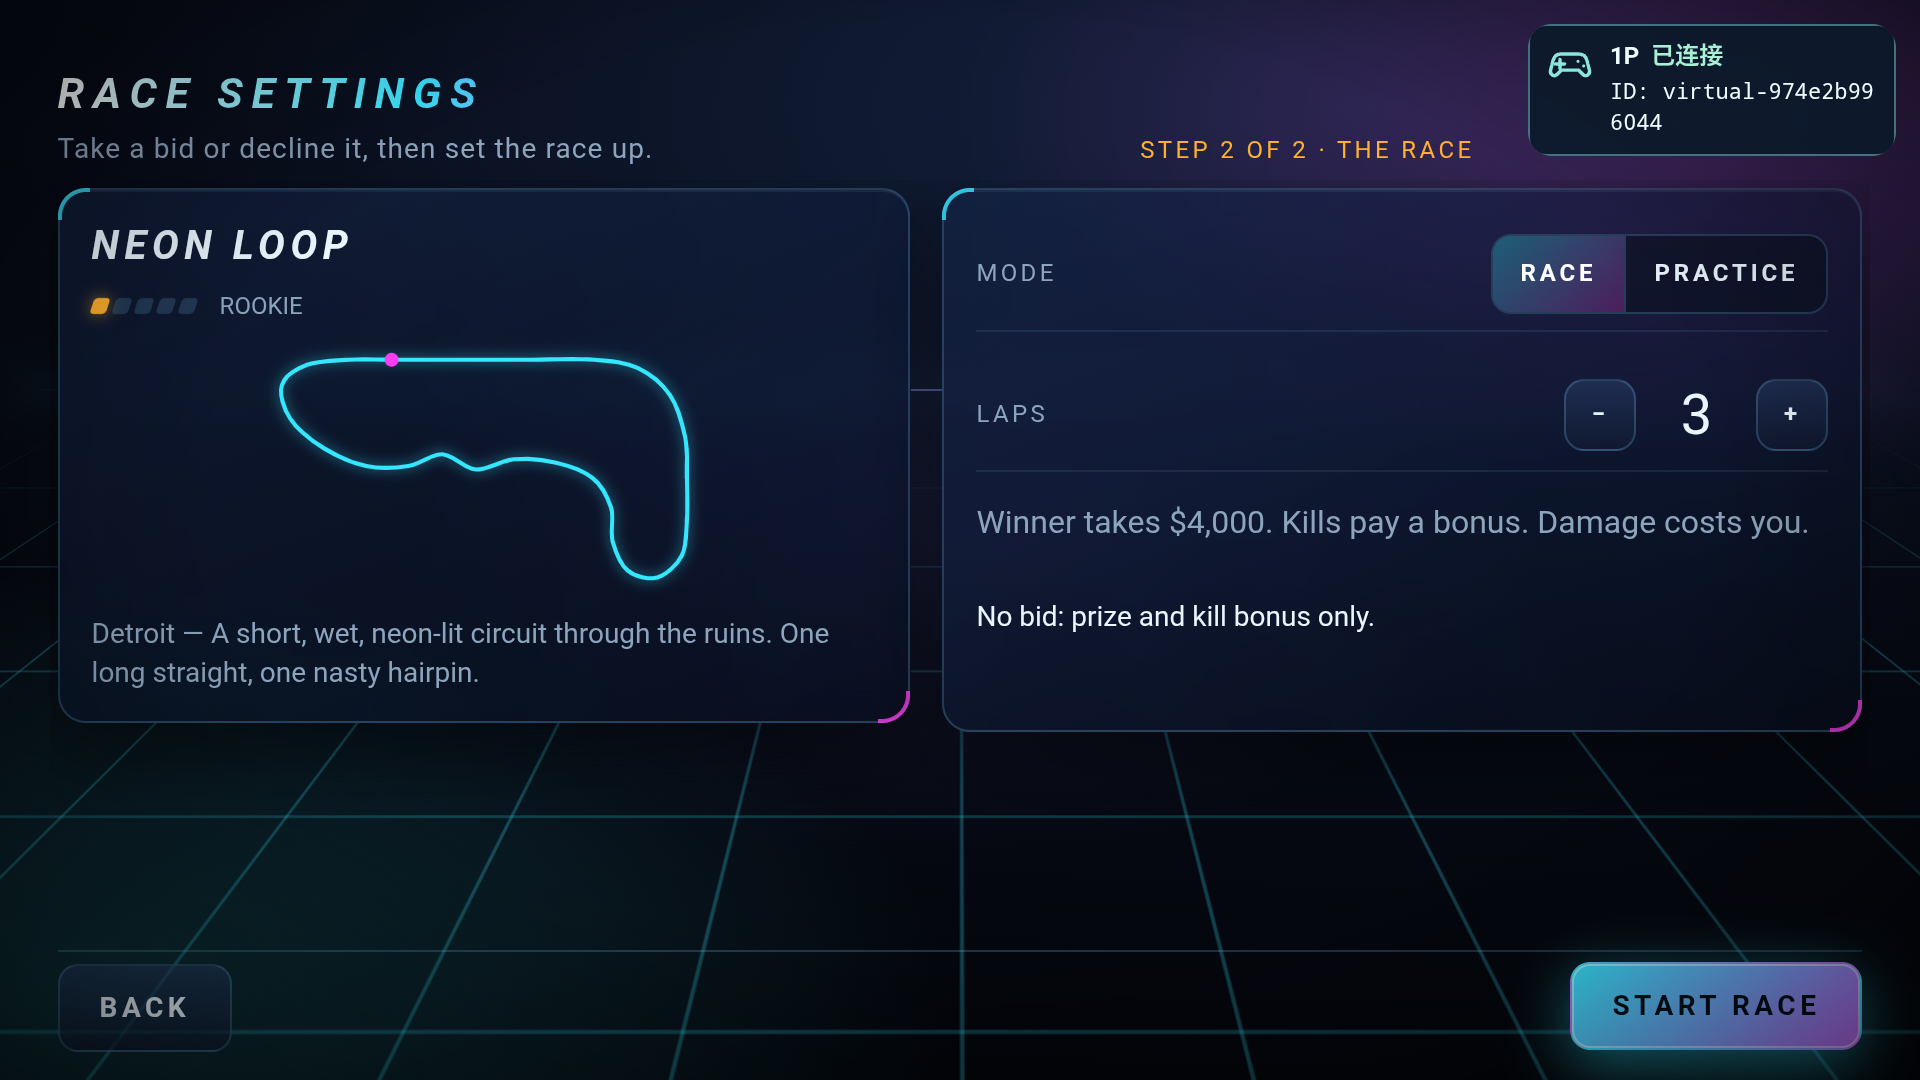 RACE SETTINGS
Take a bid or decline it, then set the race up.
STEP 2 OF 2 · THE RACE
1P 已连接
ID: virtual-974e2b99
6044
NEON LOOP
ROOKIE
Detroit — A short, wet, neon-lit circuit through the ruins. One
long straight, one nasty hairpin.
MODE
RACE
PRACTICE
LAPS
-
3
+
Winner takes $4,000. Kills pay a bonus. Damage costs you.
No bid: prize and kill bonus only.
BACK
START RACE